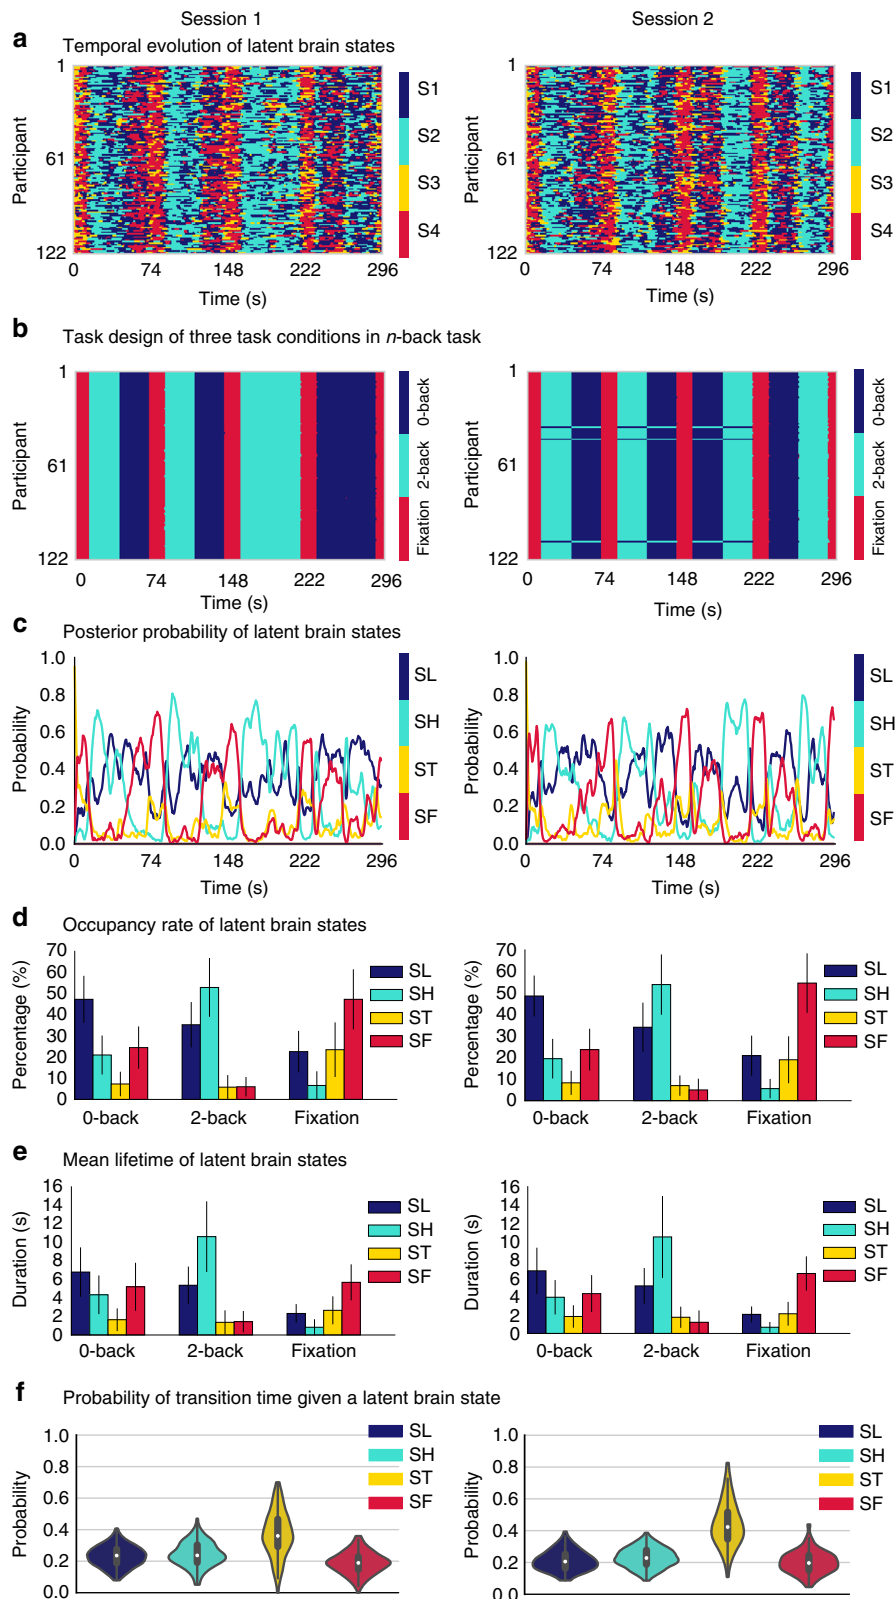 Session 1
Session 2
a Temporal evolution of latent brain states
Participant
1
61
122
0 74 148 222 296
Time (s)
S1
S2
S3
S4
Participant
1
61
122
0 74 148 222 296
Time (s)
S1
S2
S3
S4
b Task design of three task conditions in n-back task
Participant
1
61
122
0 74 148 222 296
Time (s)
Fixation 2-back 0-back
Participant
1
61
122
0 74 148 222 296
Time (s)
Fixation 2-back 0-back
c Posterior probability of latent brain states
Probability
1.0
0.8
0.6
0.4
0.2
0.0
0 74 148 222 296
Time (s)
SL
SH
ST
SF
Probability
1.0
0.8
0.6
0.4
0.2
0.0
0 74 148 222 296
Time (s)
SL
SH
ST
SF
d Occupancy rate of latent brain states
Percentage (%)
70
60
50
40
30
20
10
0
0-back 2-back Fixation
SL
SH
ST
SF
Percentage (%)
70
60
50
40
30
20
10
0
0-back 2-back Fixation
SL
SH
ST
SF
e Mean lifetime of latent brain states
Duration (s)
16
14
12
10
8
6
4
2
0
0-back 2-back Fixation
SL
SH
ST
SF
Duration (s)
16
14
12
10
8
6
4
2
0
0-back 2-back Fixation
SL
SH
ST
SF
f Probability of transition time given a latent brain state
Probability
1.0
0.8
0.6
0.4
0.2
0.0
SL
SH
ST
SF
Probability
1.0
0.8
0.6
0.4
0.2
0.0
SL
SH
ST
SF